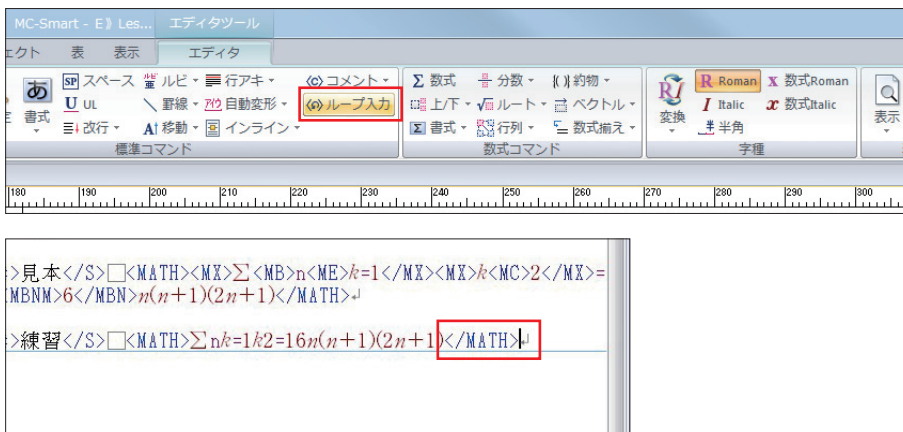 MC-Smart - E》Les... エディタツール
ェクト 表 表示 エディタ
あ SP スペース ルビ 行アキ コメント Σ 数式 分数 {}約物 RI R Roman X 数式Roman
U UL 罫線 自動変形 ループ入力 上/下 ルート ベクトル I Italic x 数式Italic
書式 改行 A 移動 インライン Σ 書式 行列 数式揃え 変換 半角 表示
標準コマンド 数式コマンド 字種
180 190 200 210 220 230 240 250 260 270 280 290 300
>見本</S>□<MATH><MX>∑<MB>n<ME>k=1</MX><MX>k<MC>2</MX>=
MBNM>6</MBN>n(n+1)(2n+1)</MATH>↵
>練習</S>□<MATH>∑nk=1k2=16n(n+1)(2n+1)</MATH>↵